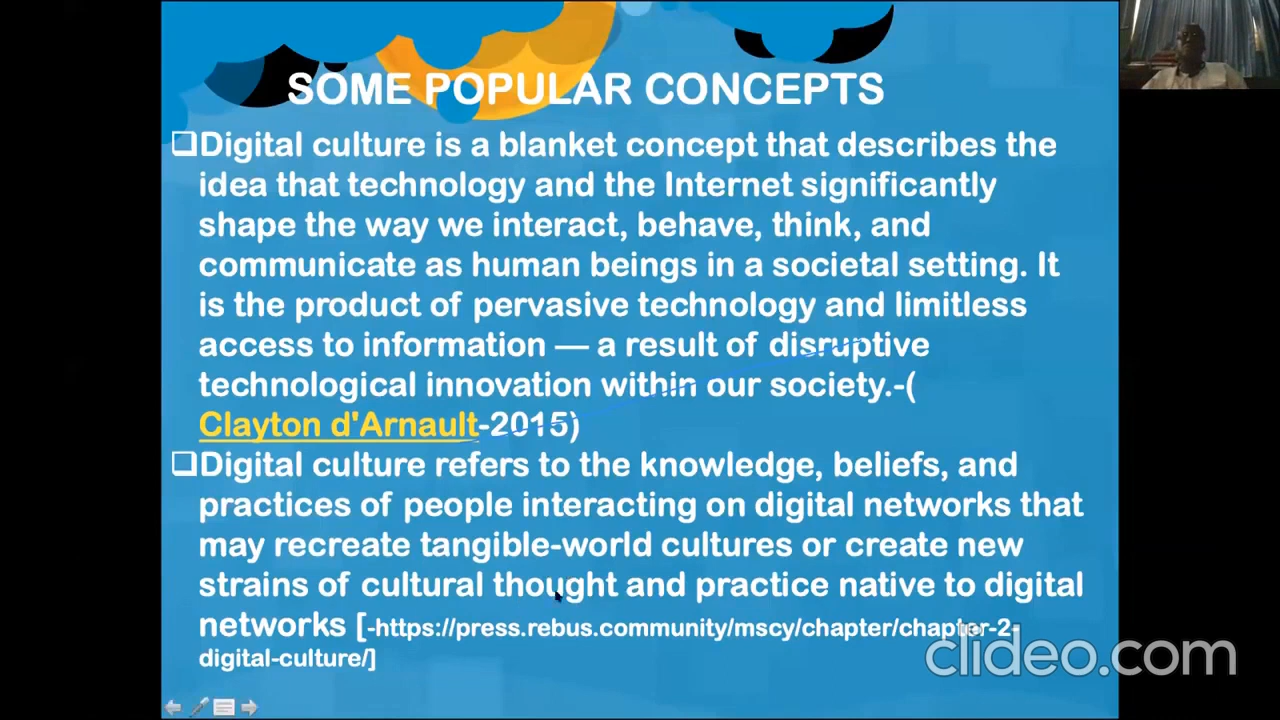 SOME POPULAR CONCEPTS
❑Digital culture is a blanket concept that describes the
idea that technology and the Internet significantly
shape the way we interact, behave, think, and
communicate as human beings in a societal setting. It
is the product of pervasive technology and limitless
access to information — a result of disruptive
technological innovation within our society.-(
Clayton d'Arnault-2015)
❑Digital culture refers to the knowledge, beliefs, and
practices of people interacting on digital networks that
may recreate tangible-world cultures or create new
strains of cultural thought and practice native to digital
networks [-https://press.rebus.community/mscy/chapter/chapter-2-
digital-culture/]
clideo.com